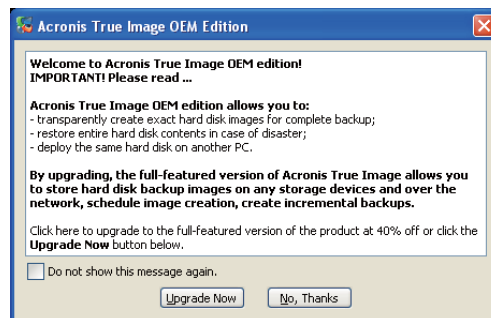 Acronis True Image OEM Edition
Welcome to Acronis True Image OEM edition!
IMPORTANT! Please read ...
Acronis True Image OEM edition allows you to:
- transparently create exact hard disk images for complete backup;
- restore entire hard disk contents in case of disaster;
- deploy the same hard disk on another PC.
By upgrading, the full-featured version of Acronis True Image allows you
to store hard disk backup images on any storage devices and over the
network, schedule image creation, create incremental backups.
Click here to upgrade to the full-featured version of the product at 40% off or click the
Upgrade Now button below.
Do not show this message again.
Upgrade Now
No, Thanks